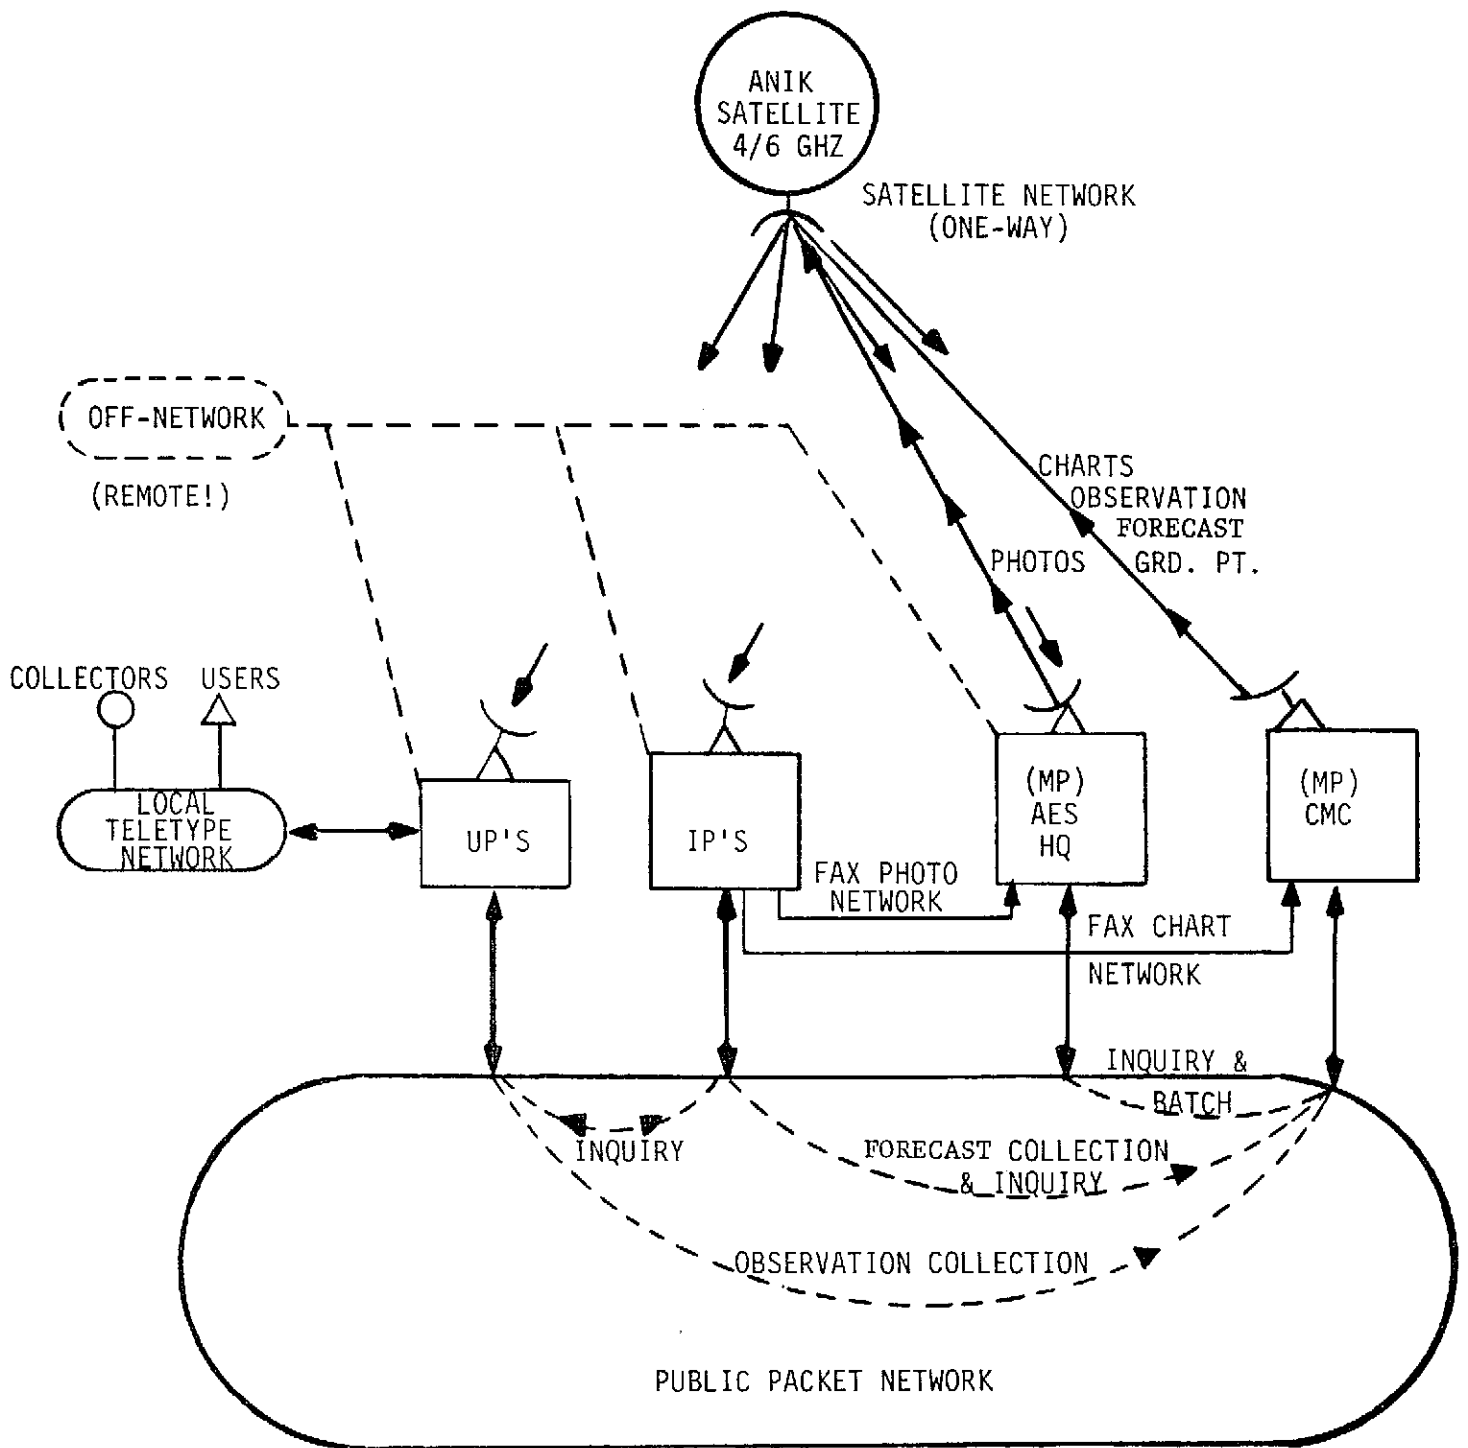 ANIK
SATELLITE
4/6 GHZ
SATELLITE NETWORK
(ONE-WAY)
OFF-NETWORK
(REMOTE!)
CHARTS
OBSERVATION
FORECAST
GRD. PT.
PHOTOS
COLLECTORS
USERS
LOCAL
TELETYPE
NETWORK
UP'S
IP'S
(MP)
AES
HQ
(MP)
CMC
FAX PHOTO
NETWORK
FAX CHART
NETWORK
INQUIRY &
BATCH
INQUIRY
FORECAST COLLECTION
& INQUIRY
OBSERVATION COLLECTION
PUBLIC PACKET NETWORK